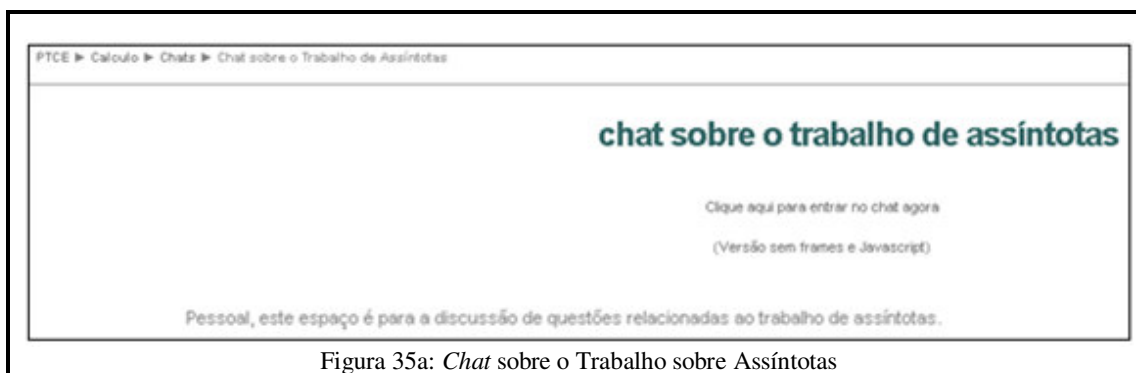 PTCE ► Calculo ► Chats ► Chat sobre o Trabalho de Assíntotas
chat sobre o trabalho de assíntotas
Clique aqui para entrar no chat agora
(Versão sem frames e Javascript)
Pessoal, este espaço é para a discussão de questões relacionadas ao trabalho de assíntotas.
Figura 35a: Chat sobre o Trabalho sobre Assíntotas